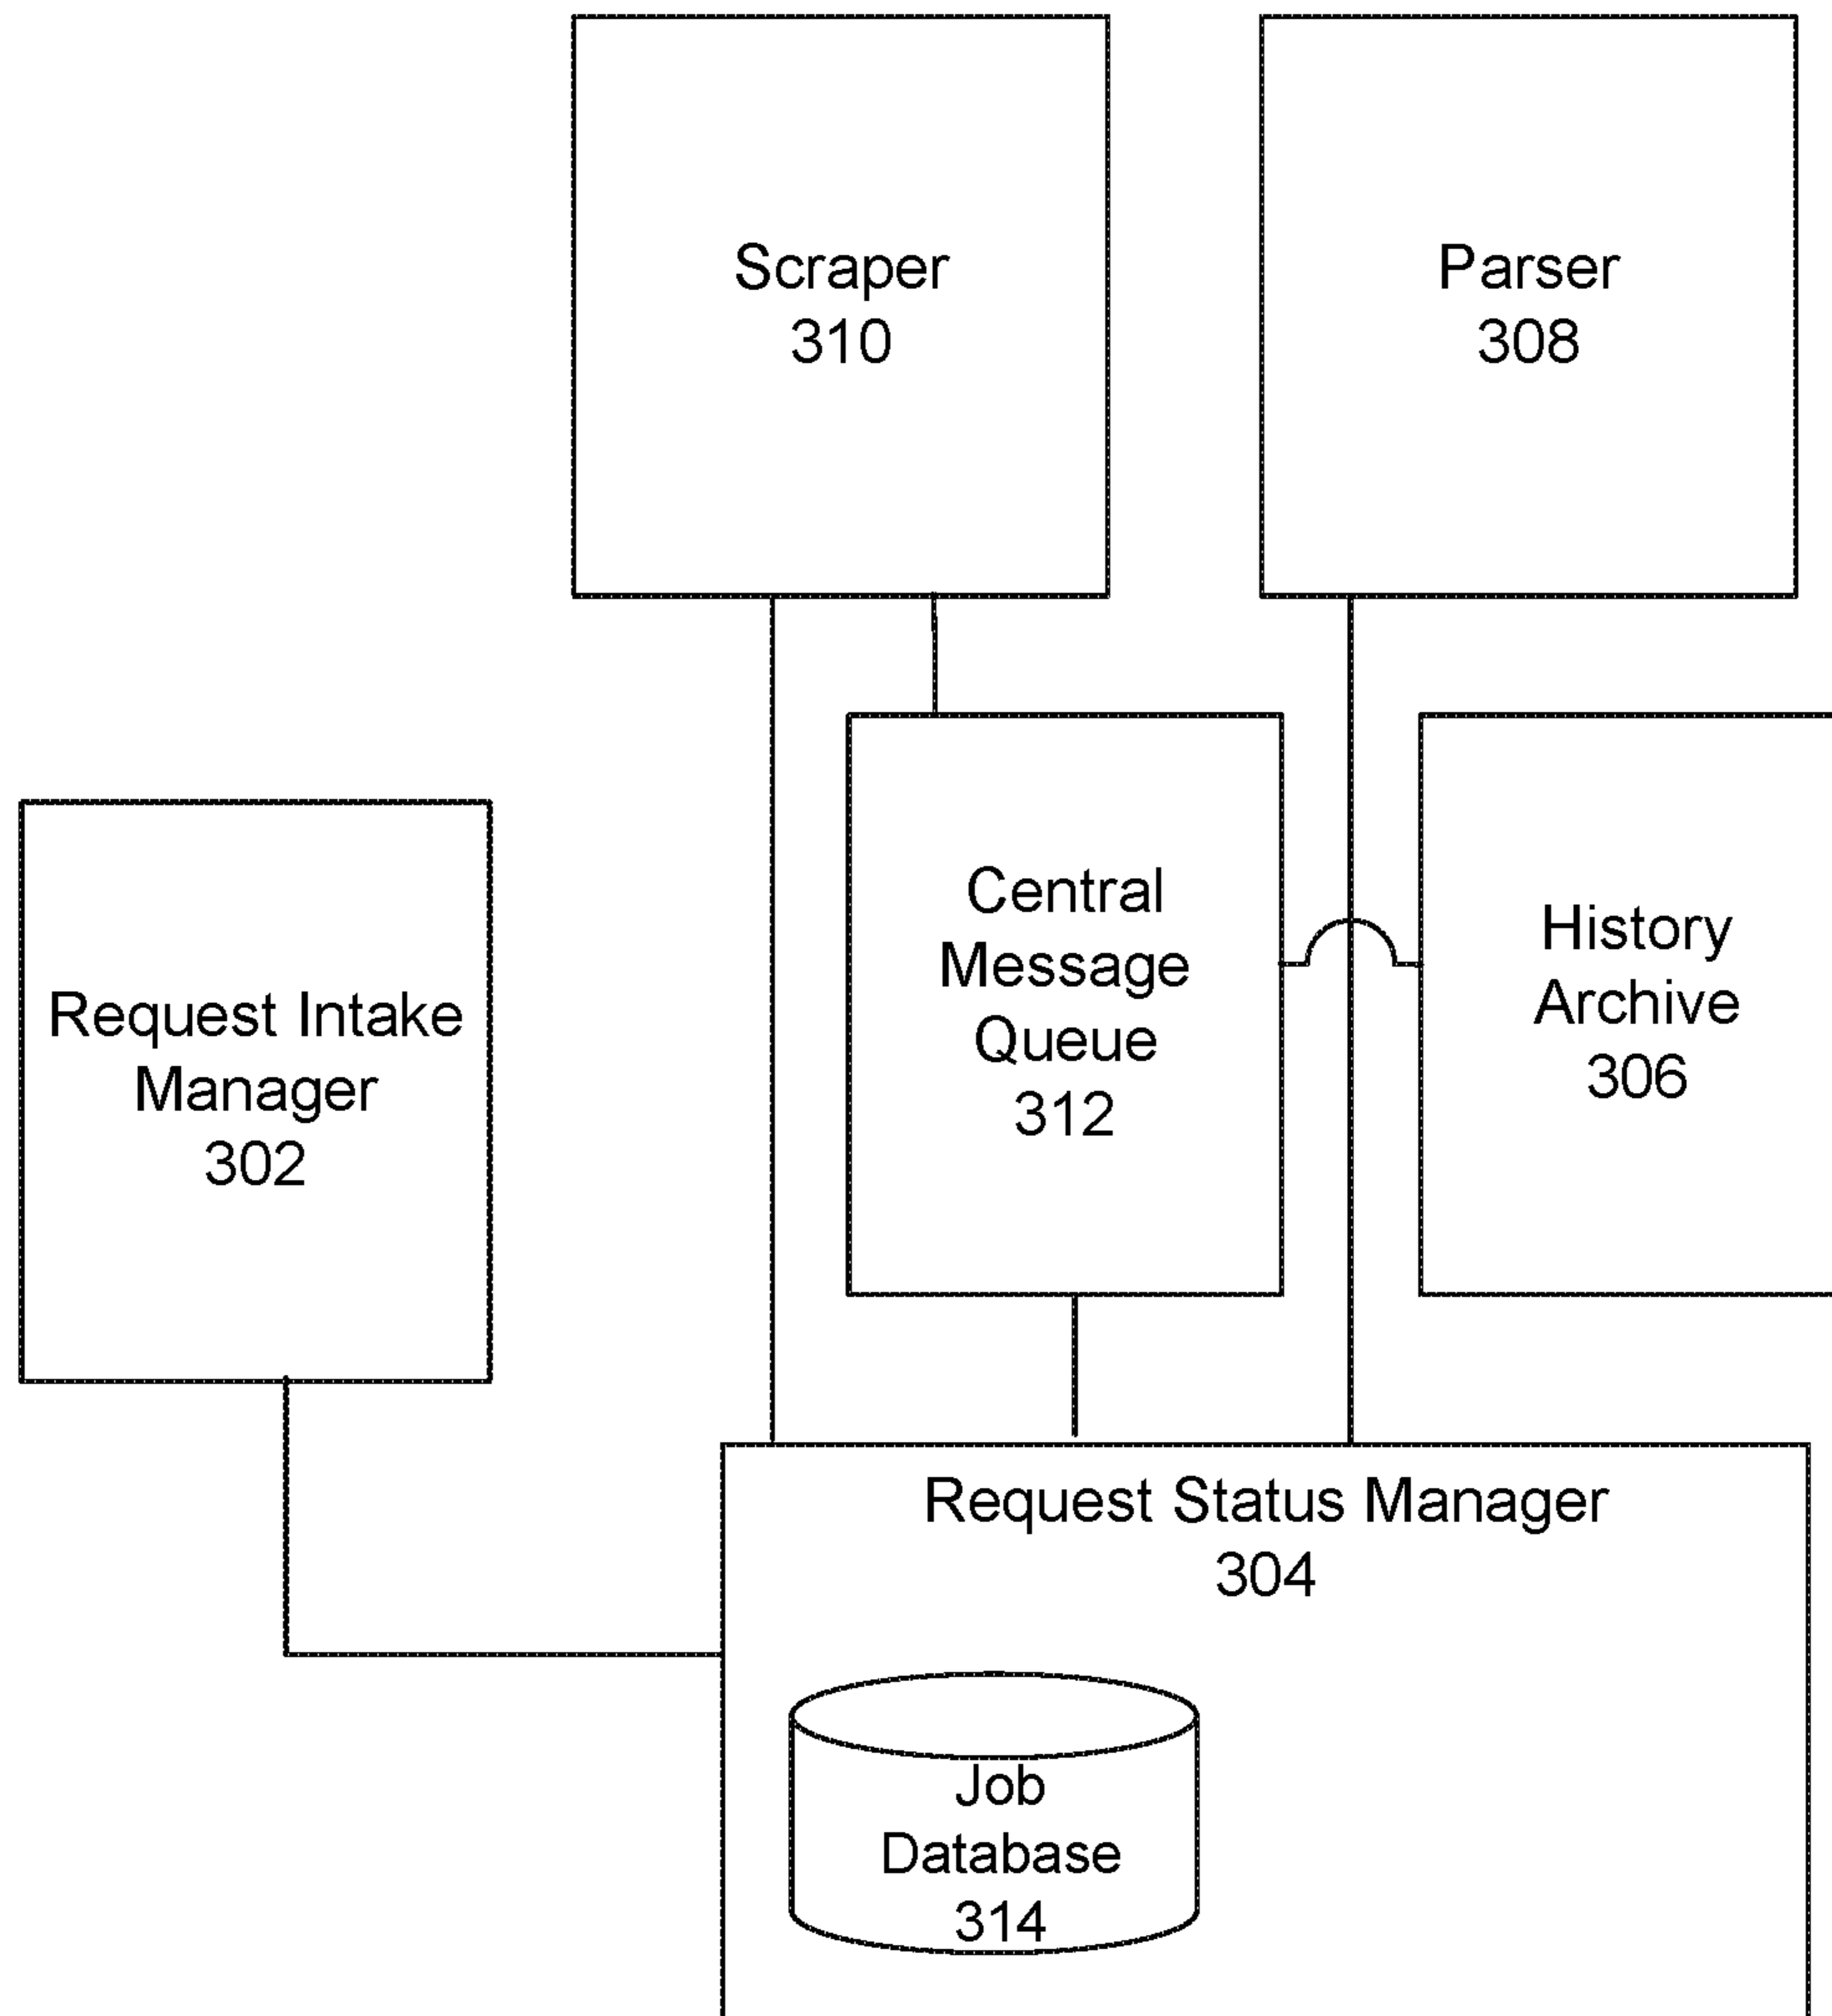 Scraper
310
Parser
308
Request Intake
Manager
302
Central
Message
Queue
312
History
Archive
306
Request Status Manager
304
Job
Database
314